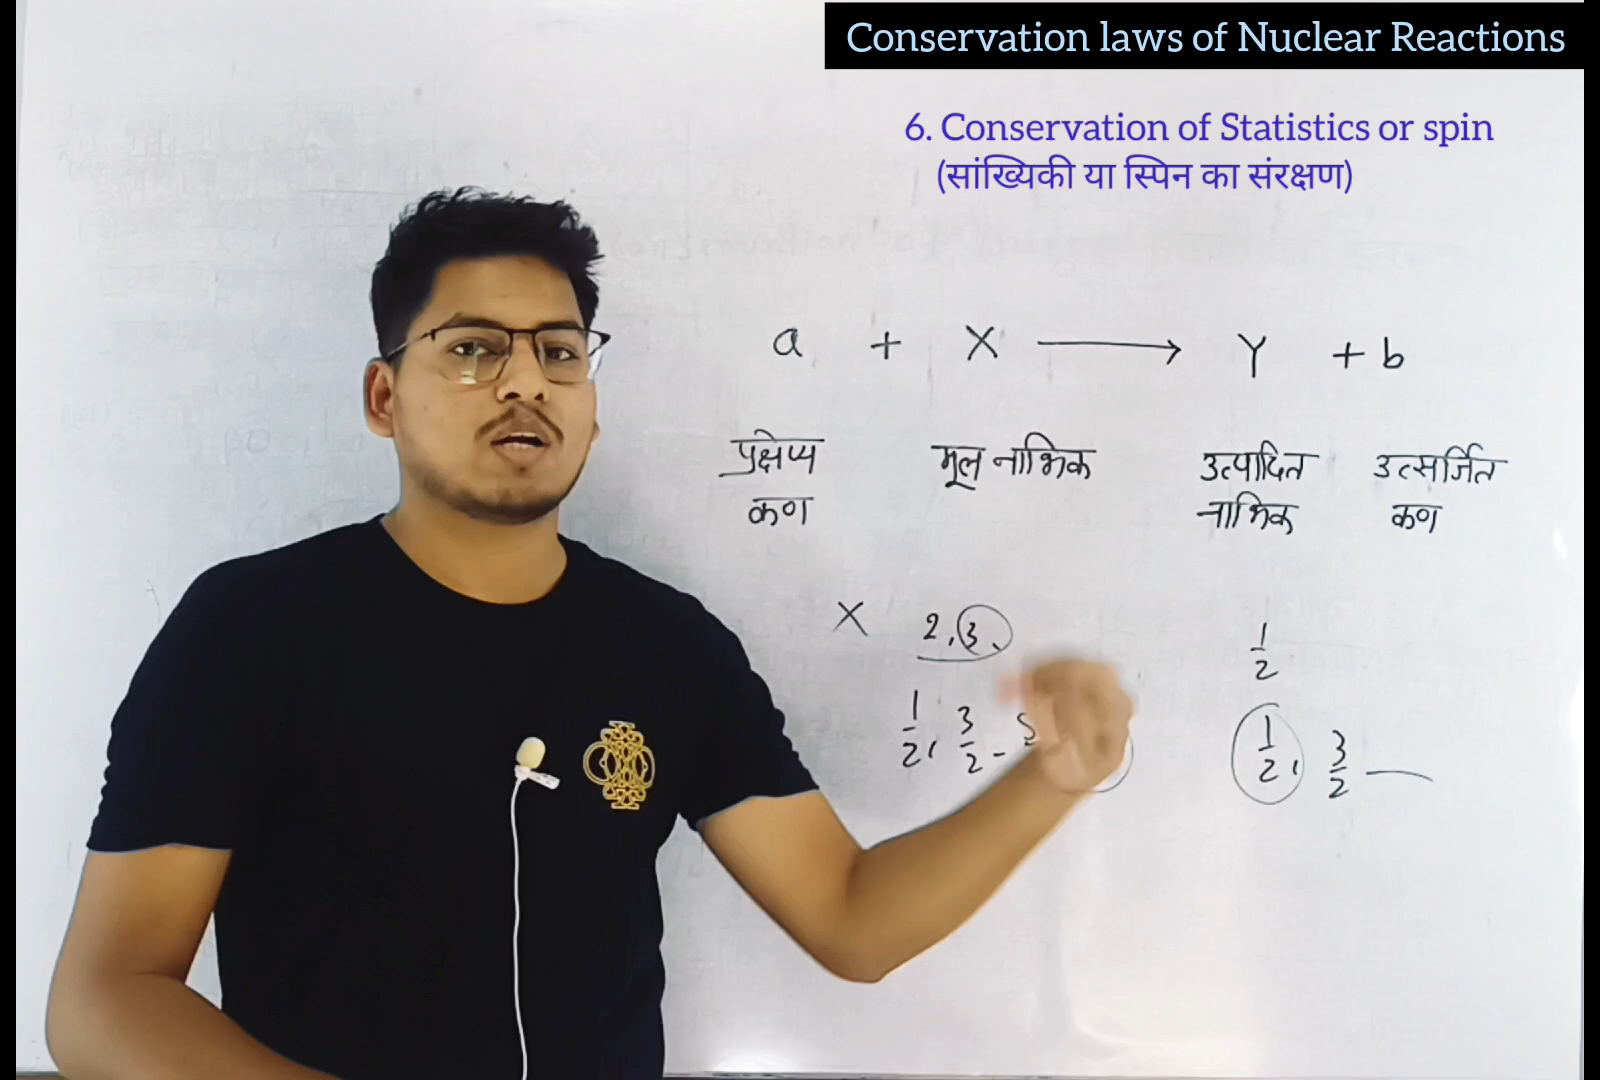 Conservation laws of Nuclear Reactions
6. Conservation of Statistics or spin
(सांख्यिकी या स्पिन का संरक्षण)
a + X ⟶ Y + b
प्रक्षेप्य मूल नाभिक उत्पादित उत्सर्जित
कण नाभिक कण
X 2, 3, 1/2
1/2, 3/2 - 5 1/2, 3/2 —